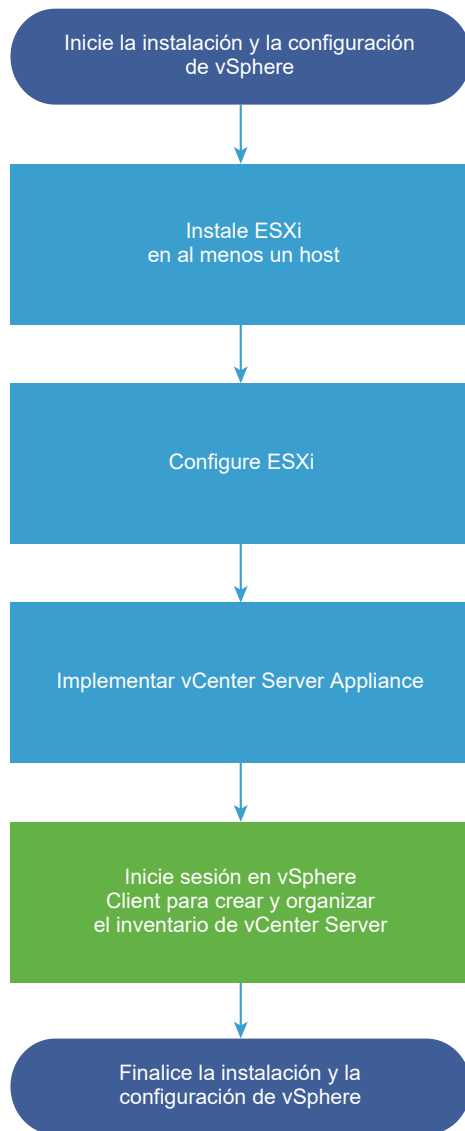 Inicie la instalación y la configuración
de vSphere
Instale ESXi
en al menos un host
Configure ESXi
Implementar vCenter Server Appliance
Inicie sesión en vSphere
Client para crear y organizar
el inventario de vCenter Server
Finalice la instalación y la
configuración de vSphere